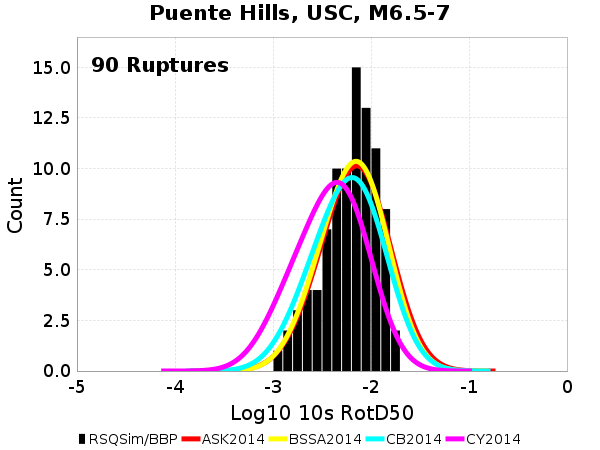 Puente Hills, USC, M6.5-7
90 Ruptures
15.0
12.5
10.0
7.5
5.0
2.5
0.0
Count
-5 -4 -3 -2 -1 0
Log10 10s RotD50
RSQSim/BBP ASK2014 BSSA2014 CB2014 CY2014